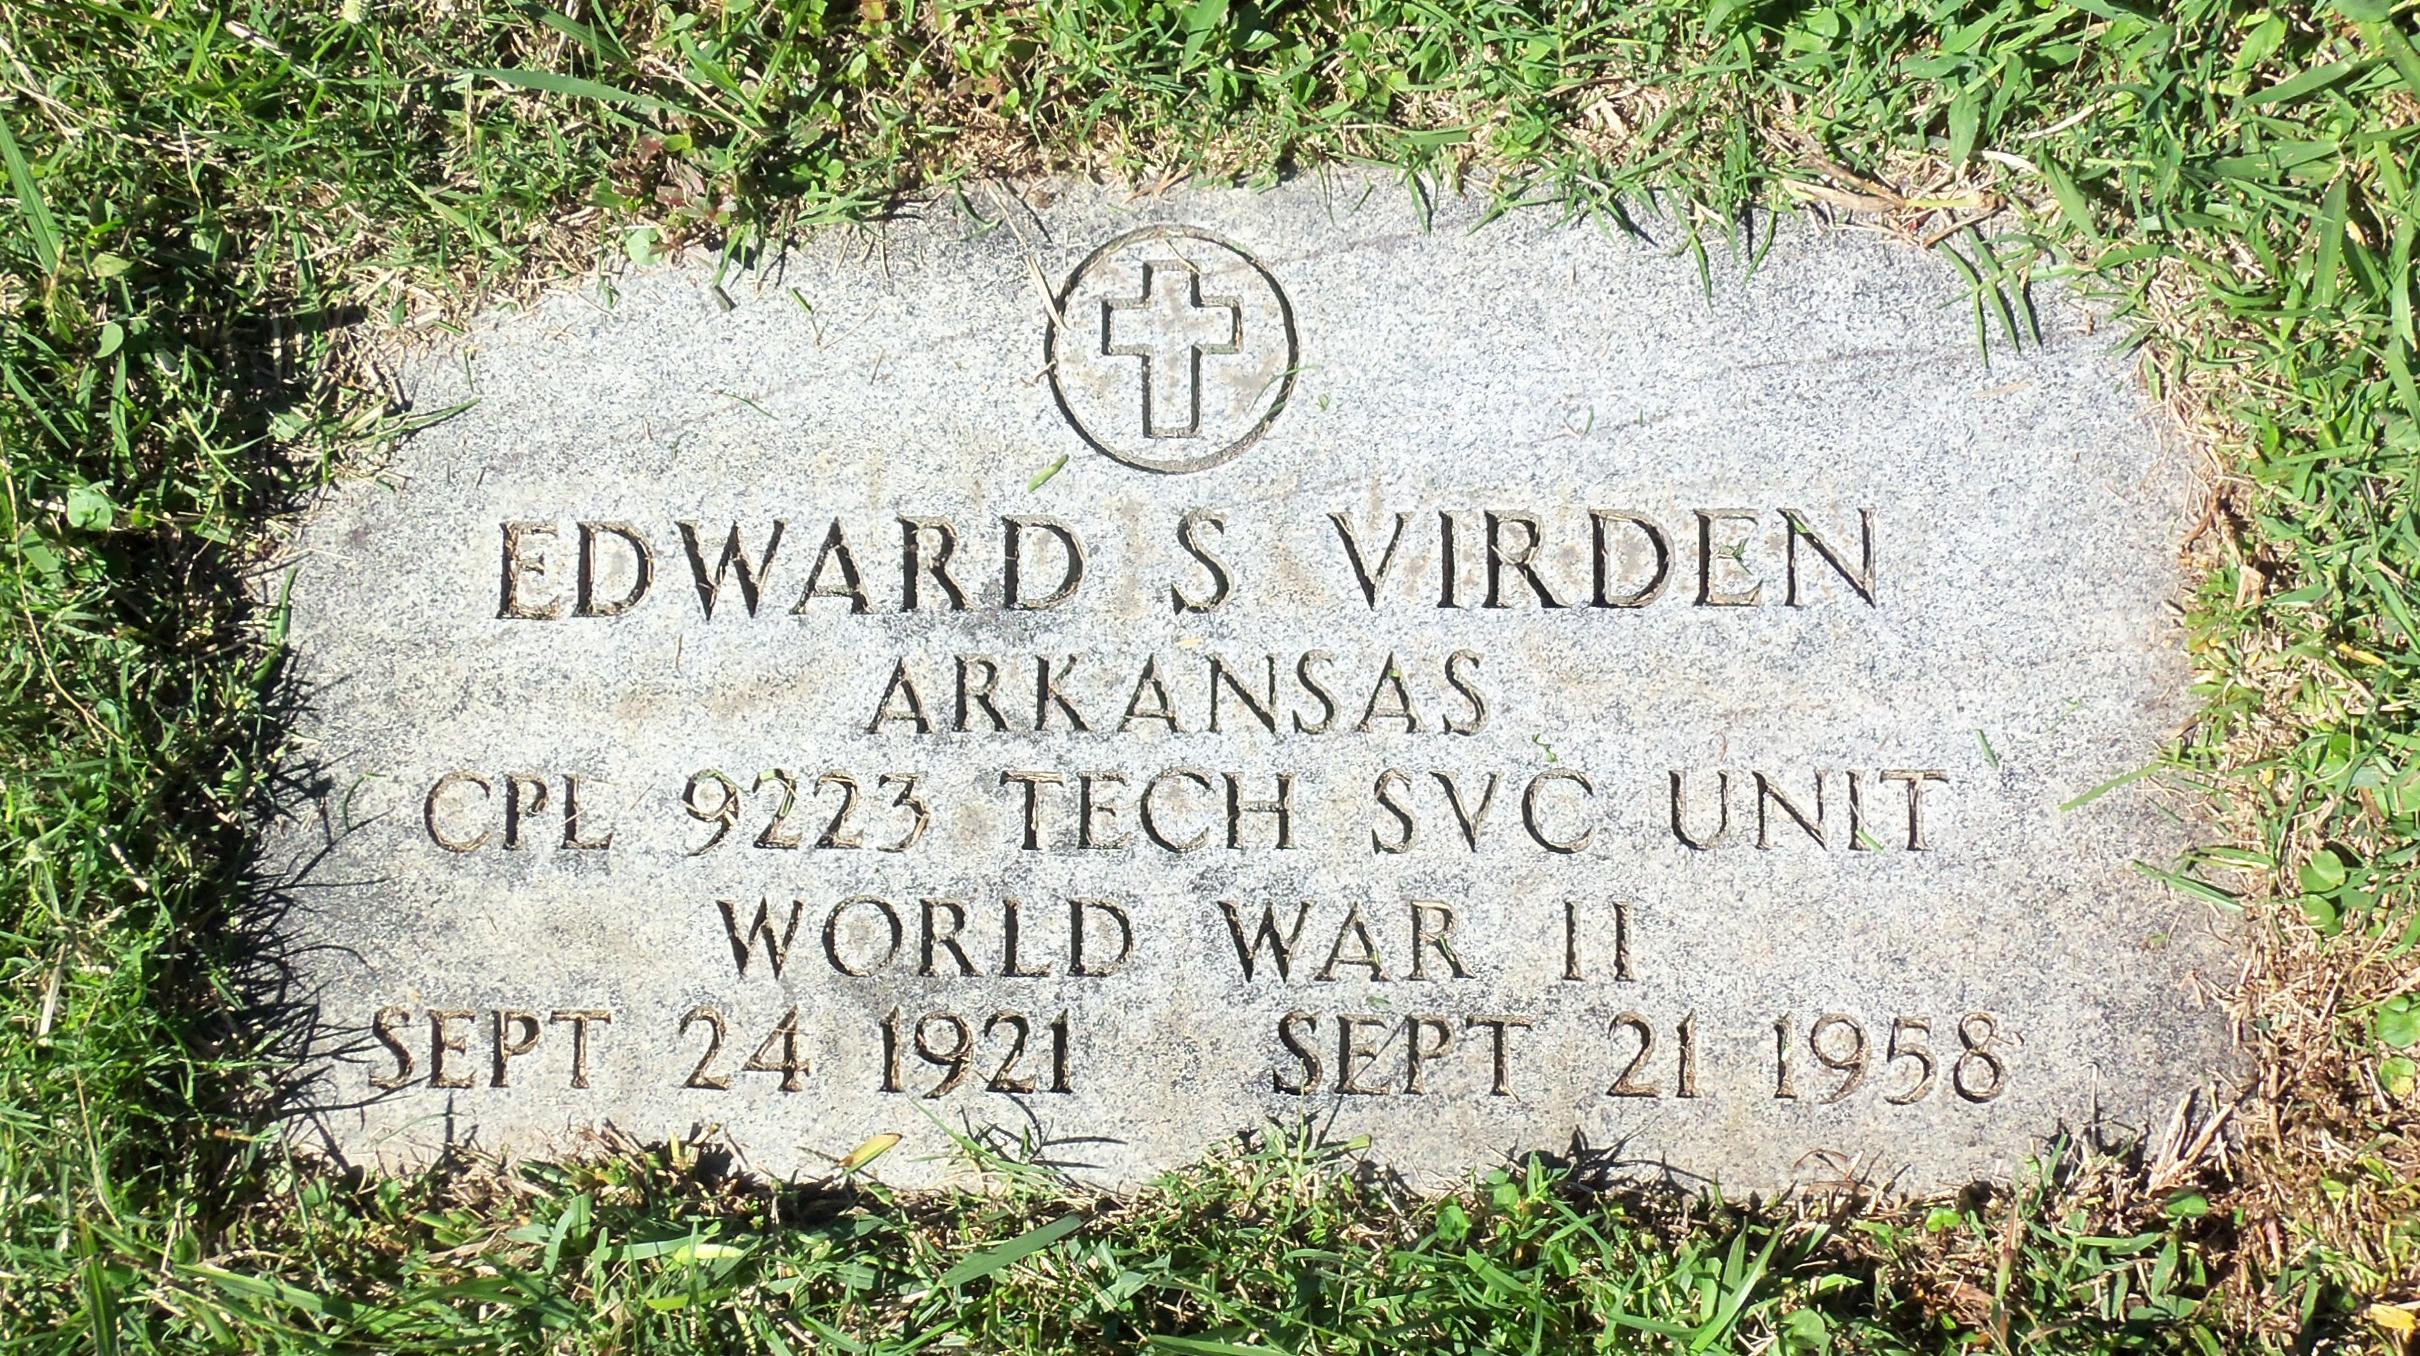 EDWARD S VIRDEN
ARKANSAS
CPL 9223 TECH SVC UNIT
WORLD WAR II
SEPT 24 1921 SEPT 21 1958